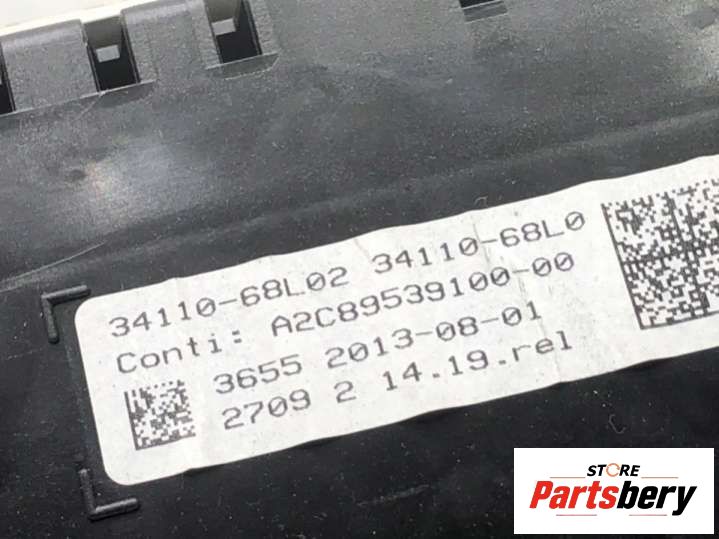 34110-68L02 34110-68L0
Conti: A2C89539100-00
3655 2013-08-01
2709 2 14.19.rel
STORE
Partsbery